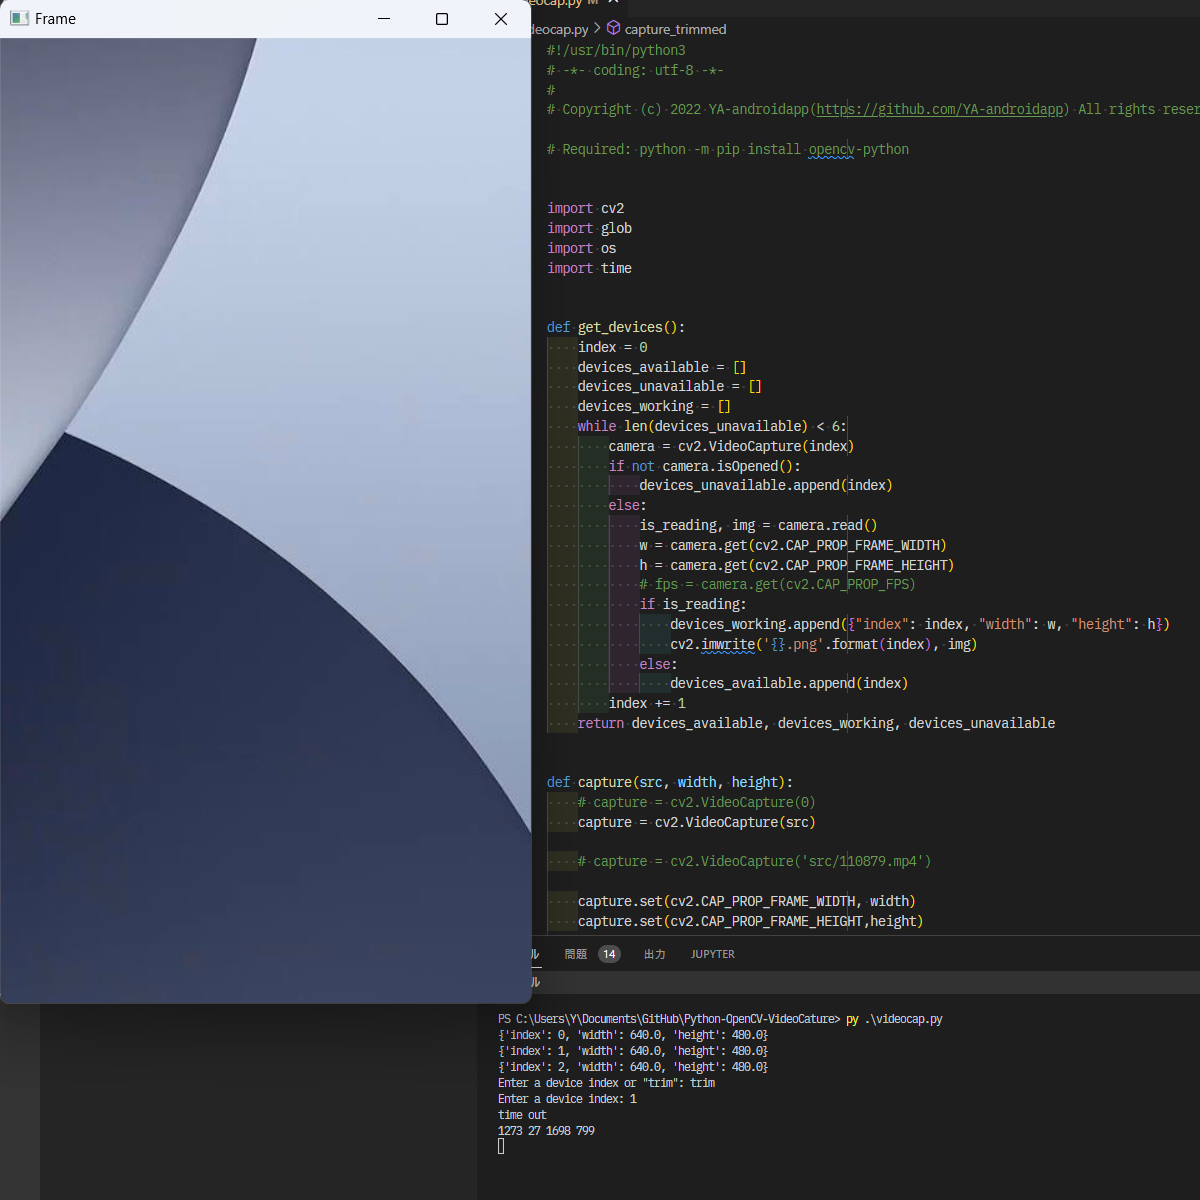 Frame
eocap.py M
deocap.py > capture_trimmed
#!/usr/bin/python3
# -*- coding: utf-8 -*-
#
# Copyright (c) 2022 YA-androidapp(https://github.com/YA-androidapp) All rights reser
# Required: python -m pip install opencv-python
import cv2
import glob
import os
import time
def get_devices():
    index = 0
    devices_available = []
    devices_unavailable = []
    devices_working = []
    while len(devices_unavailable) < 6:
        camera = cv2.VideoCapture(index)
        if not camera.isOpened():
            devices_unavailable.append(index)
        else:
            is_reading, img = camera.read()
            w = camera.get(cv2.CAP_PROP_FRAME_WIDTH)
            h = camera.get(cv2.CAP_PROP_FRAME_HEIGHT)
            # fps = camera.get(cv2.CAP_PROP_FPS)
            if is_reading:
                devices_working.append({"index": index, "width": w, "height": h})
                cv2.imwrite('{}.png'.format(index), img)
            else:
                devices_available.append(index)
        index += 1
    return devices_available, devices_working, devices_unavailable
def capture(src, width, height):
    # capture = cv2.VideoCapture(0)
    capture = cv2.VideoCapture(src)
    # capture = cv2.VideoCapture('src/110879.mp4')
    capture.set(cv2.CAP_PROP_FRAME_WIDTH, width)
    capture.set(cv2.CAP_PROP_FRAME_HEIGHT,height)
ル 問題 14 出力 JUPYTER
ル
PS C:\Users\Y\Documents\GitHub\Python-OpenCV-VideoCature> py .\videocap.py
{'index': 0, 'width': 640.0, 'height': 480.0}
{'index': 1, 'width': 640.0, 'height': 480.0}
{'index': 2, 'width': 640.0, 'height': 480.0}
Enter a device index or "trim": trim
Enter a device index: 1
time out
1273 27 1698 799